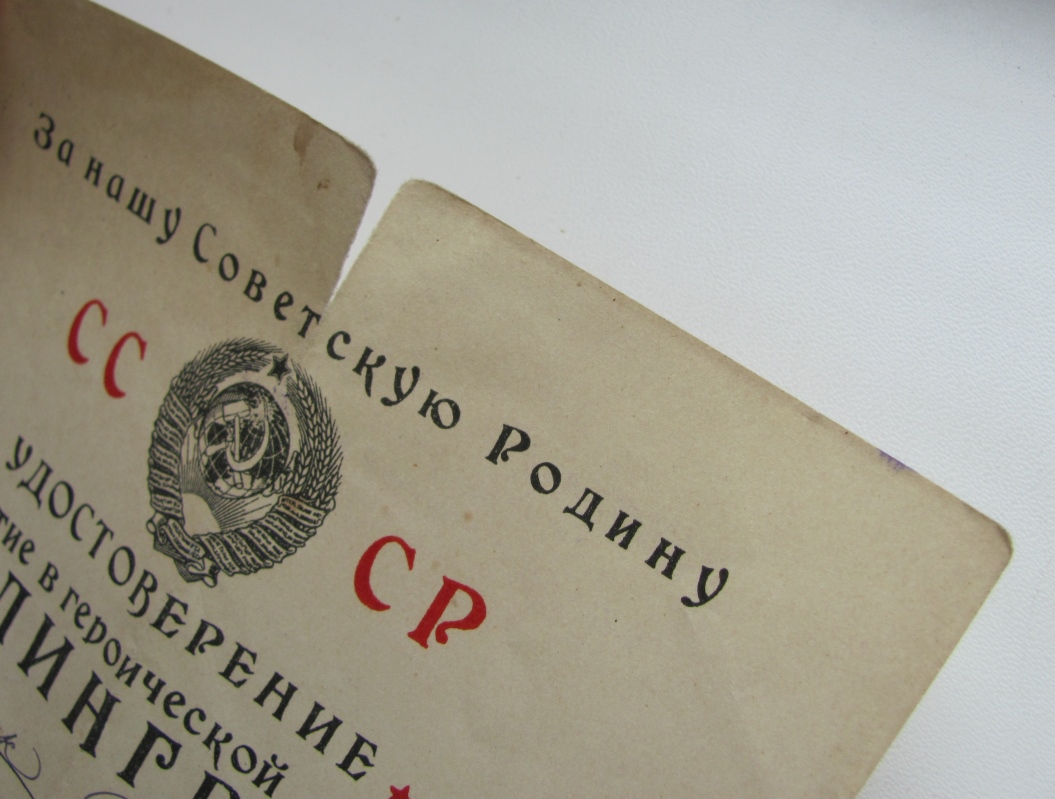 За нашу Советскую Родину
СС СР
УДОСТОВЕРЕНИЕ
в героической